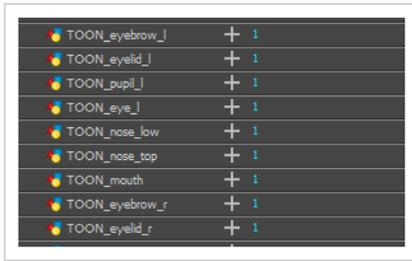 TOON_eyebrow_l 1
TOON_eyelid_l 1
TOON_pupil_l 1
TOON_eye_l 1
TOON_nose_low 1
TOON_nose_top 1
TOON_mouth 1
TOON_eyebrow_r 1
TOON_eyelid_r 1